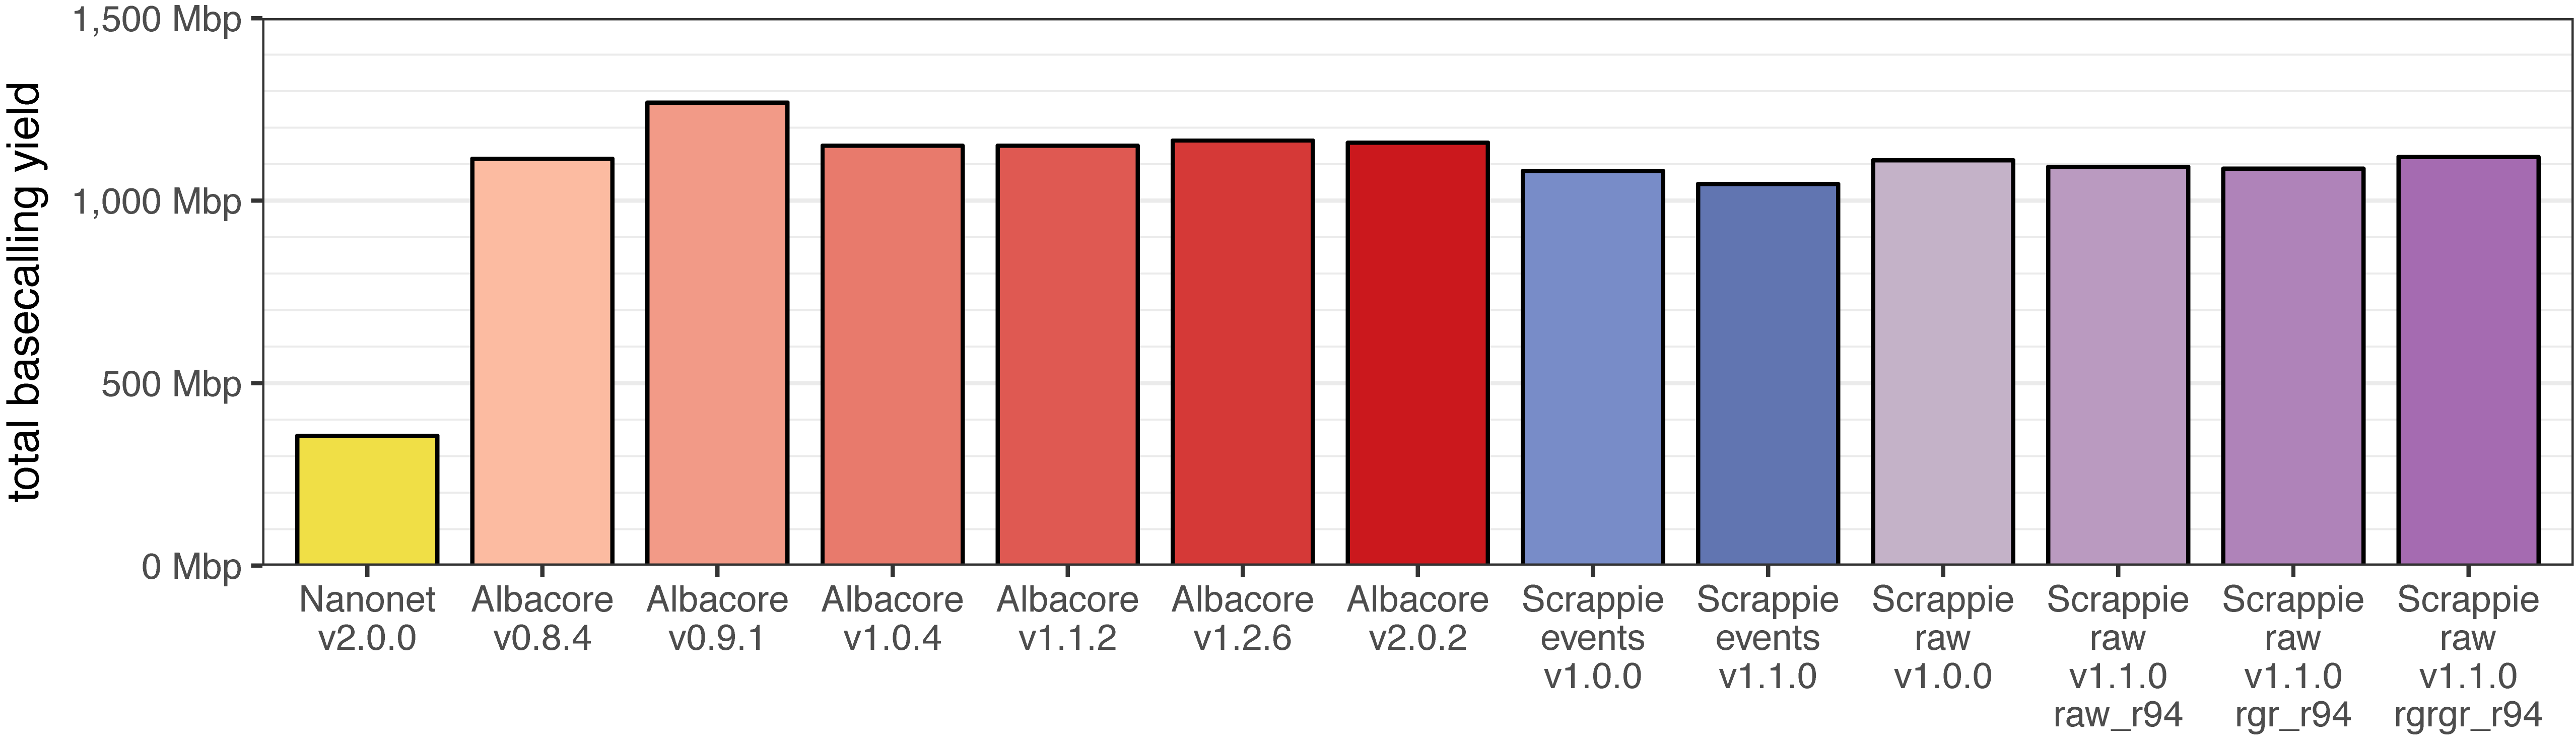 total basecalling yield
1,500 Mbp
1,000 Mbp
500 Mbp
0 Mbp
Nanonet
v2.0.0
Albacore
v0.8.4
Albacore
v0.9.1
Albacore
v1.0.4
Albacore
v1.1.2
Albacore
v1.2.6
Albacore
v2.0.2
Scrappie
events
v1.0.0
Scrappie
events
v1.1.0
Scrappie
raw
v1.0.0
Scrappie
raw
v1.1.0
raw_r94
Scrappie
raw
v1.1.0
rgr_r94
Scrappie
raw
v1.1.0
rgrgr_r94